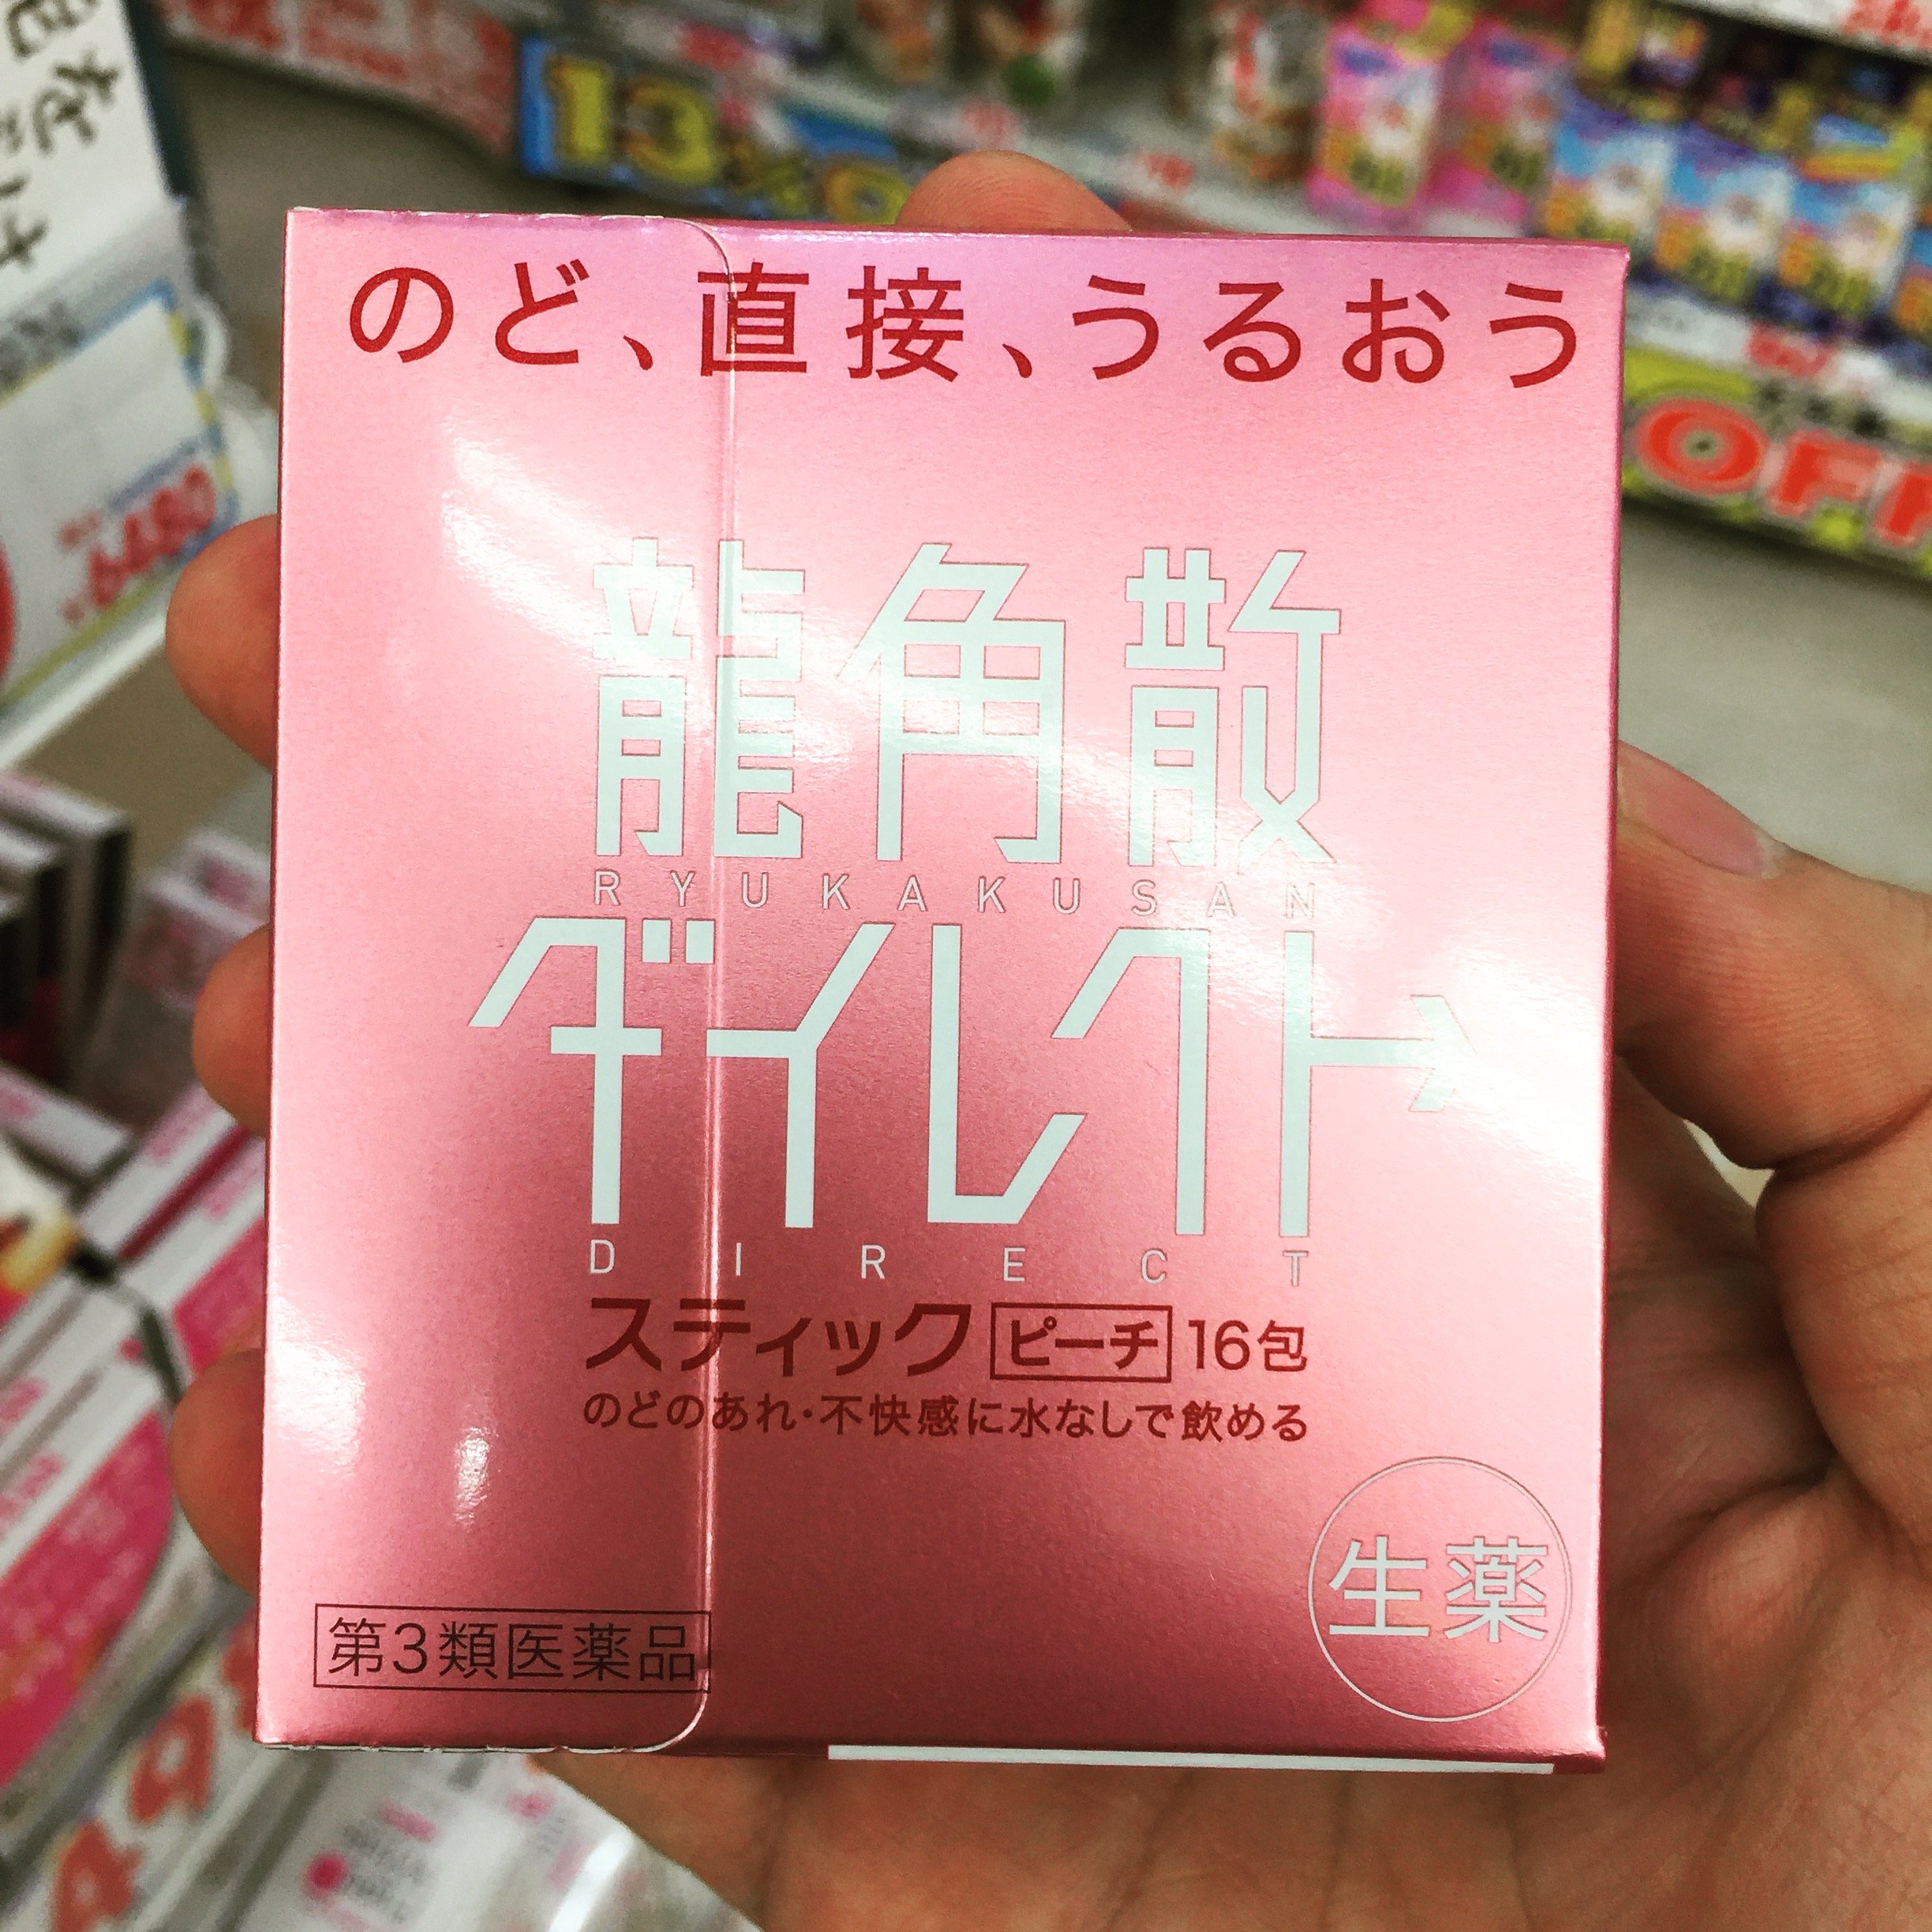 のど、直接、うるおう
龍角散
RYUKAKUSAN
ダイレクト
DIRECT
スティック ピーチ 16包
のどのあれ・不快感に水なしで飲める
生薬
第3類医薬品
13%O
OFF